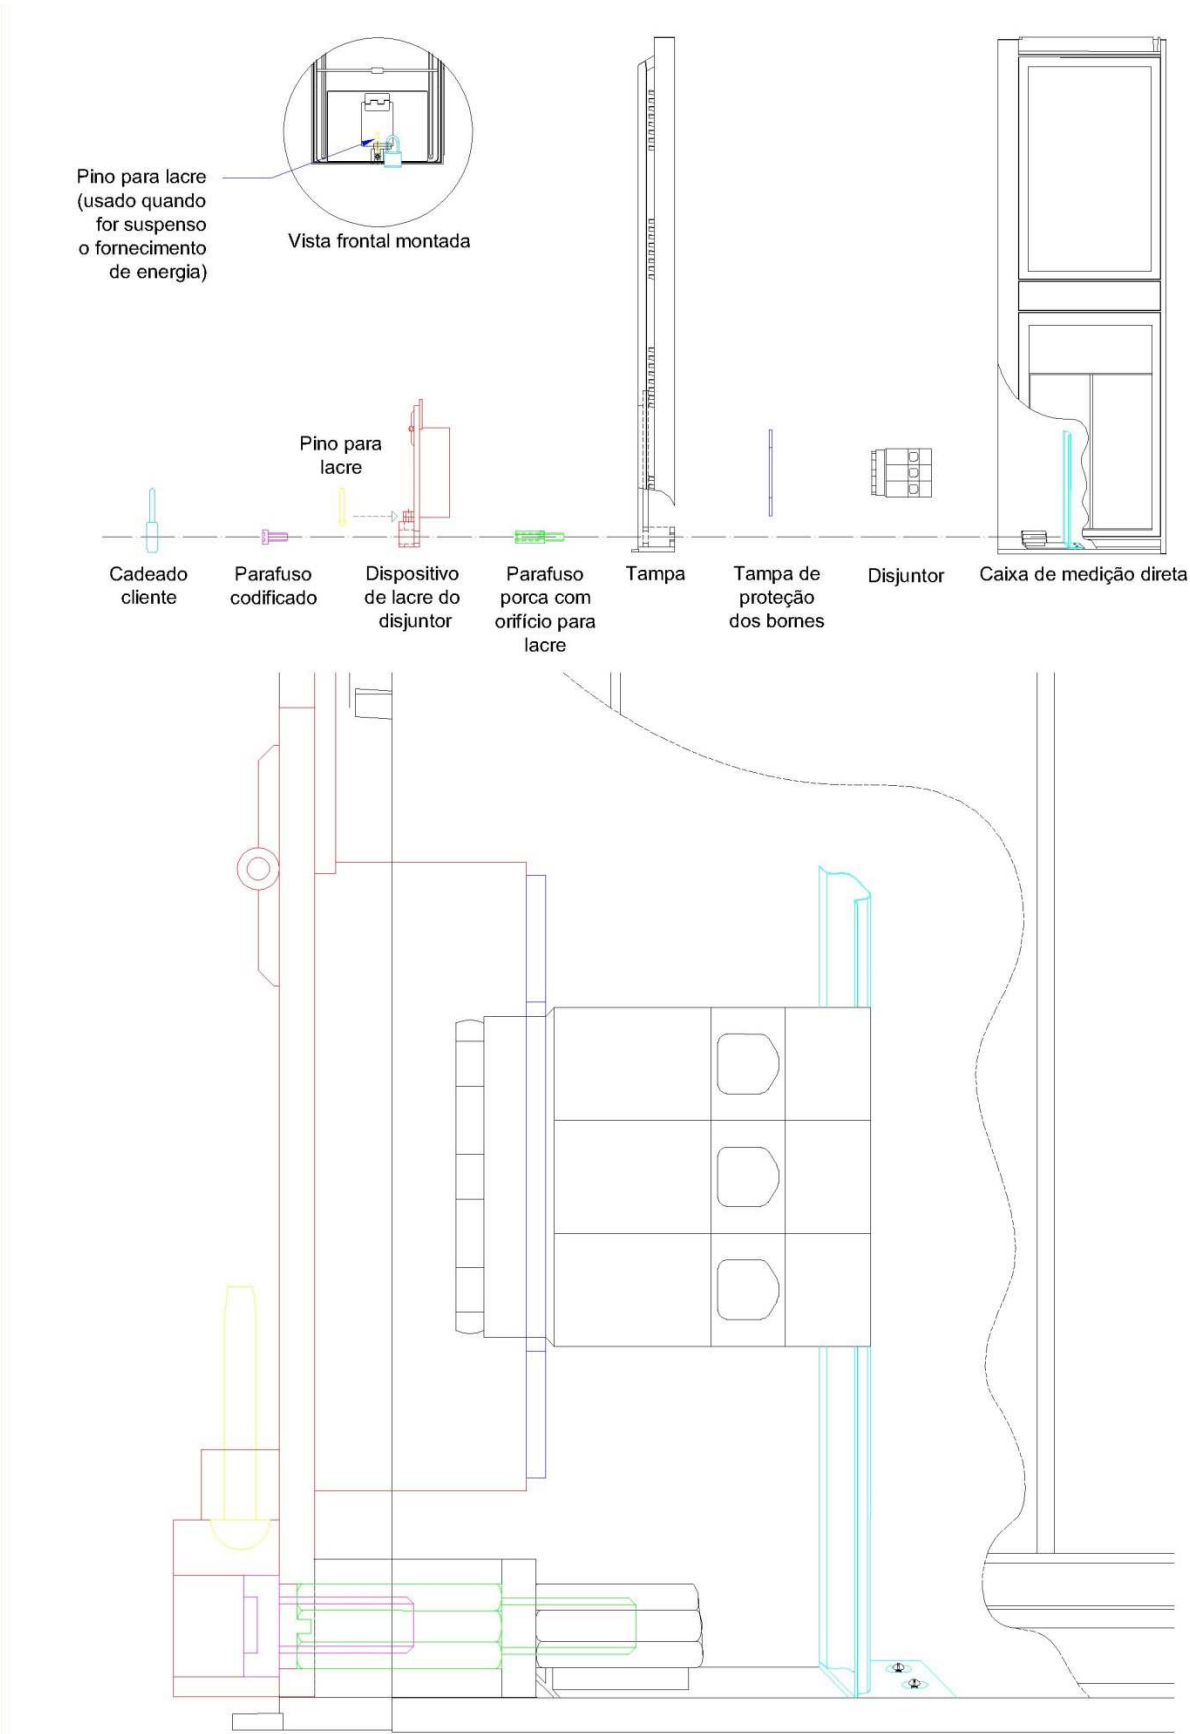 Pino para lacre
(usado quando
for suspenso
o fornecimento
de energia)
Vista frontal montada
Pino para
lacre
Cadeado
cliente
Parafuso
codificado
Dispositivo
de lacre do
disjuntor
Parafuso
porca com
orifício para
lacre
Tampa
Tampa de
proteção
dos bornes
Disjuntor
Caixa de medição direta